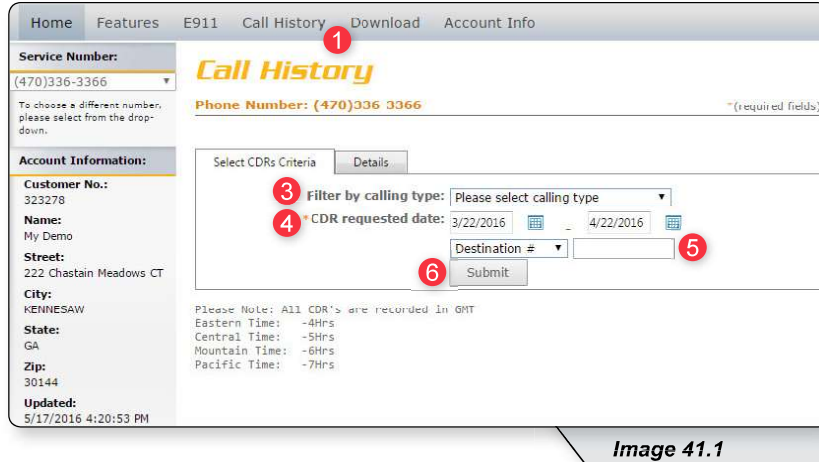 Home Features E911 Call History Download Account Info
1
Service Number:
(470)336-3366
To choose a different number,
please select from the drop-
down.
Account Information:
Customer No.:
323278
Name:
My Demo
Street:
222 Chastain Meadows CT
City:
KENNESAW
State:
GA
Zip:
30144
Updated:
5/17/2016 4:20:53 PM
Call History
Phone Number: (470)336 3366
*(required fields)
Select CDRs Criteria Details
3 Filter by calling type: Please select calling type
4 *CDR requested date: 3/22/2016 - 4/22/2016
Destination # 5
6 Submit
Please Note: All CDR's are recorded in GMT
Eastern Time: -4Hrs
Central Time: -5Hrs
Mountain Time: -6Hrs
Pacific Time: -7Hrs
Image 41.1